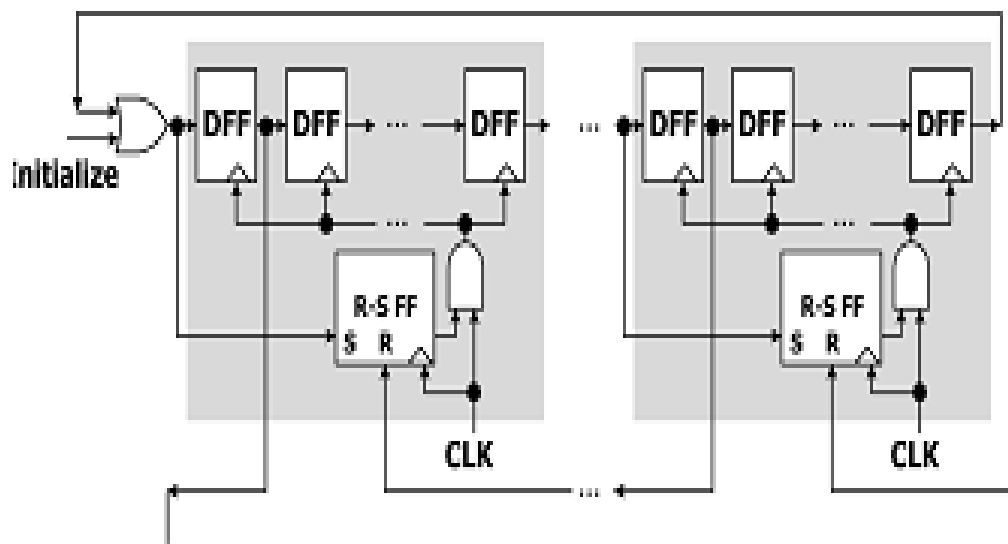 DFF DFF ... DFF ... DFF DFF ... DFF
Initialize
... ...
R-S FF R-S FF
S R S R
CLK CLK
...